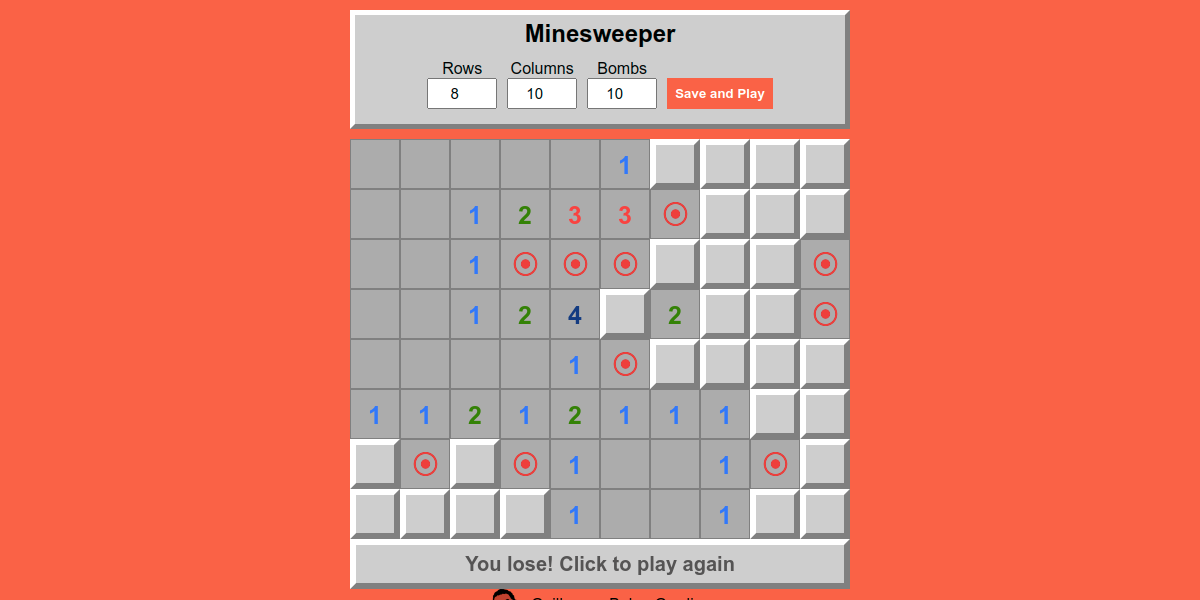 Minesweeper
Rows Columns Bombs
8 10 10 Save and Play
1
1 2 3 3
1
1 2 4 2
1
1 1 2 1 2 1 1 1
1 1
1 1
You lose! Click to play again